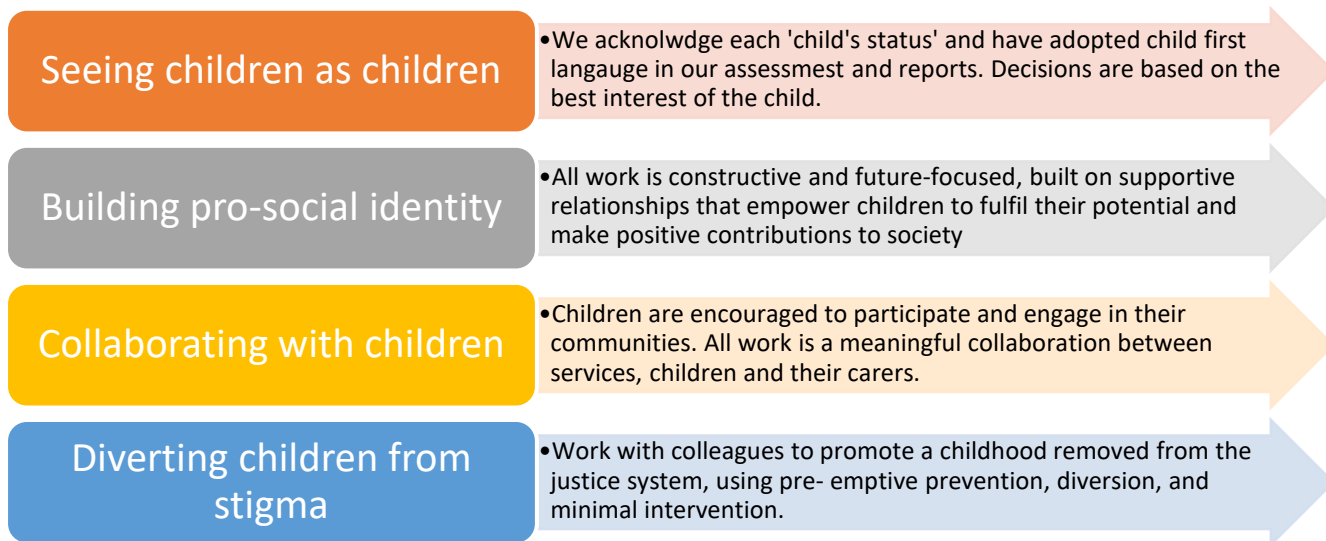 Seeing children as children
•We acknolwdge each 'child's status' and have adopted child first
langauge in our assessmest and reports. Decisions are based on the
best interest of the child.
Building pro-social identity
•All work is constructive and future-focused, built on supportive
relationships that empower children to fulfil their potential and
make positive contributions to society
Collaborating with children
•Children are encouraged to participate and engage in their
communities. All work is a meaningful collaboration between
services, children and their carers.
Diverting children from
stigma
•Work with colleagues to promote a childhood removed from the
justice system, using pre- emptive prevention, diversion, and
minimal intervention.